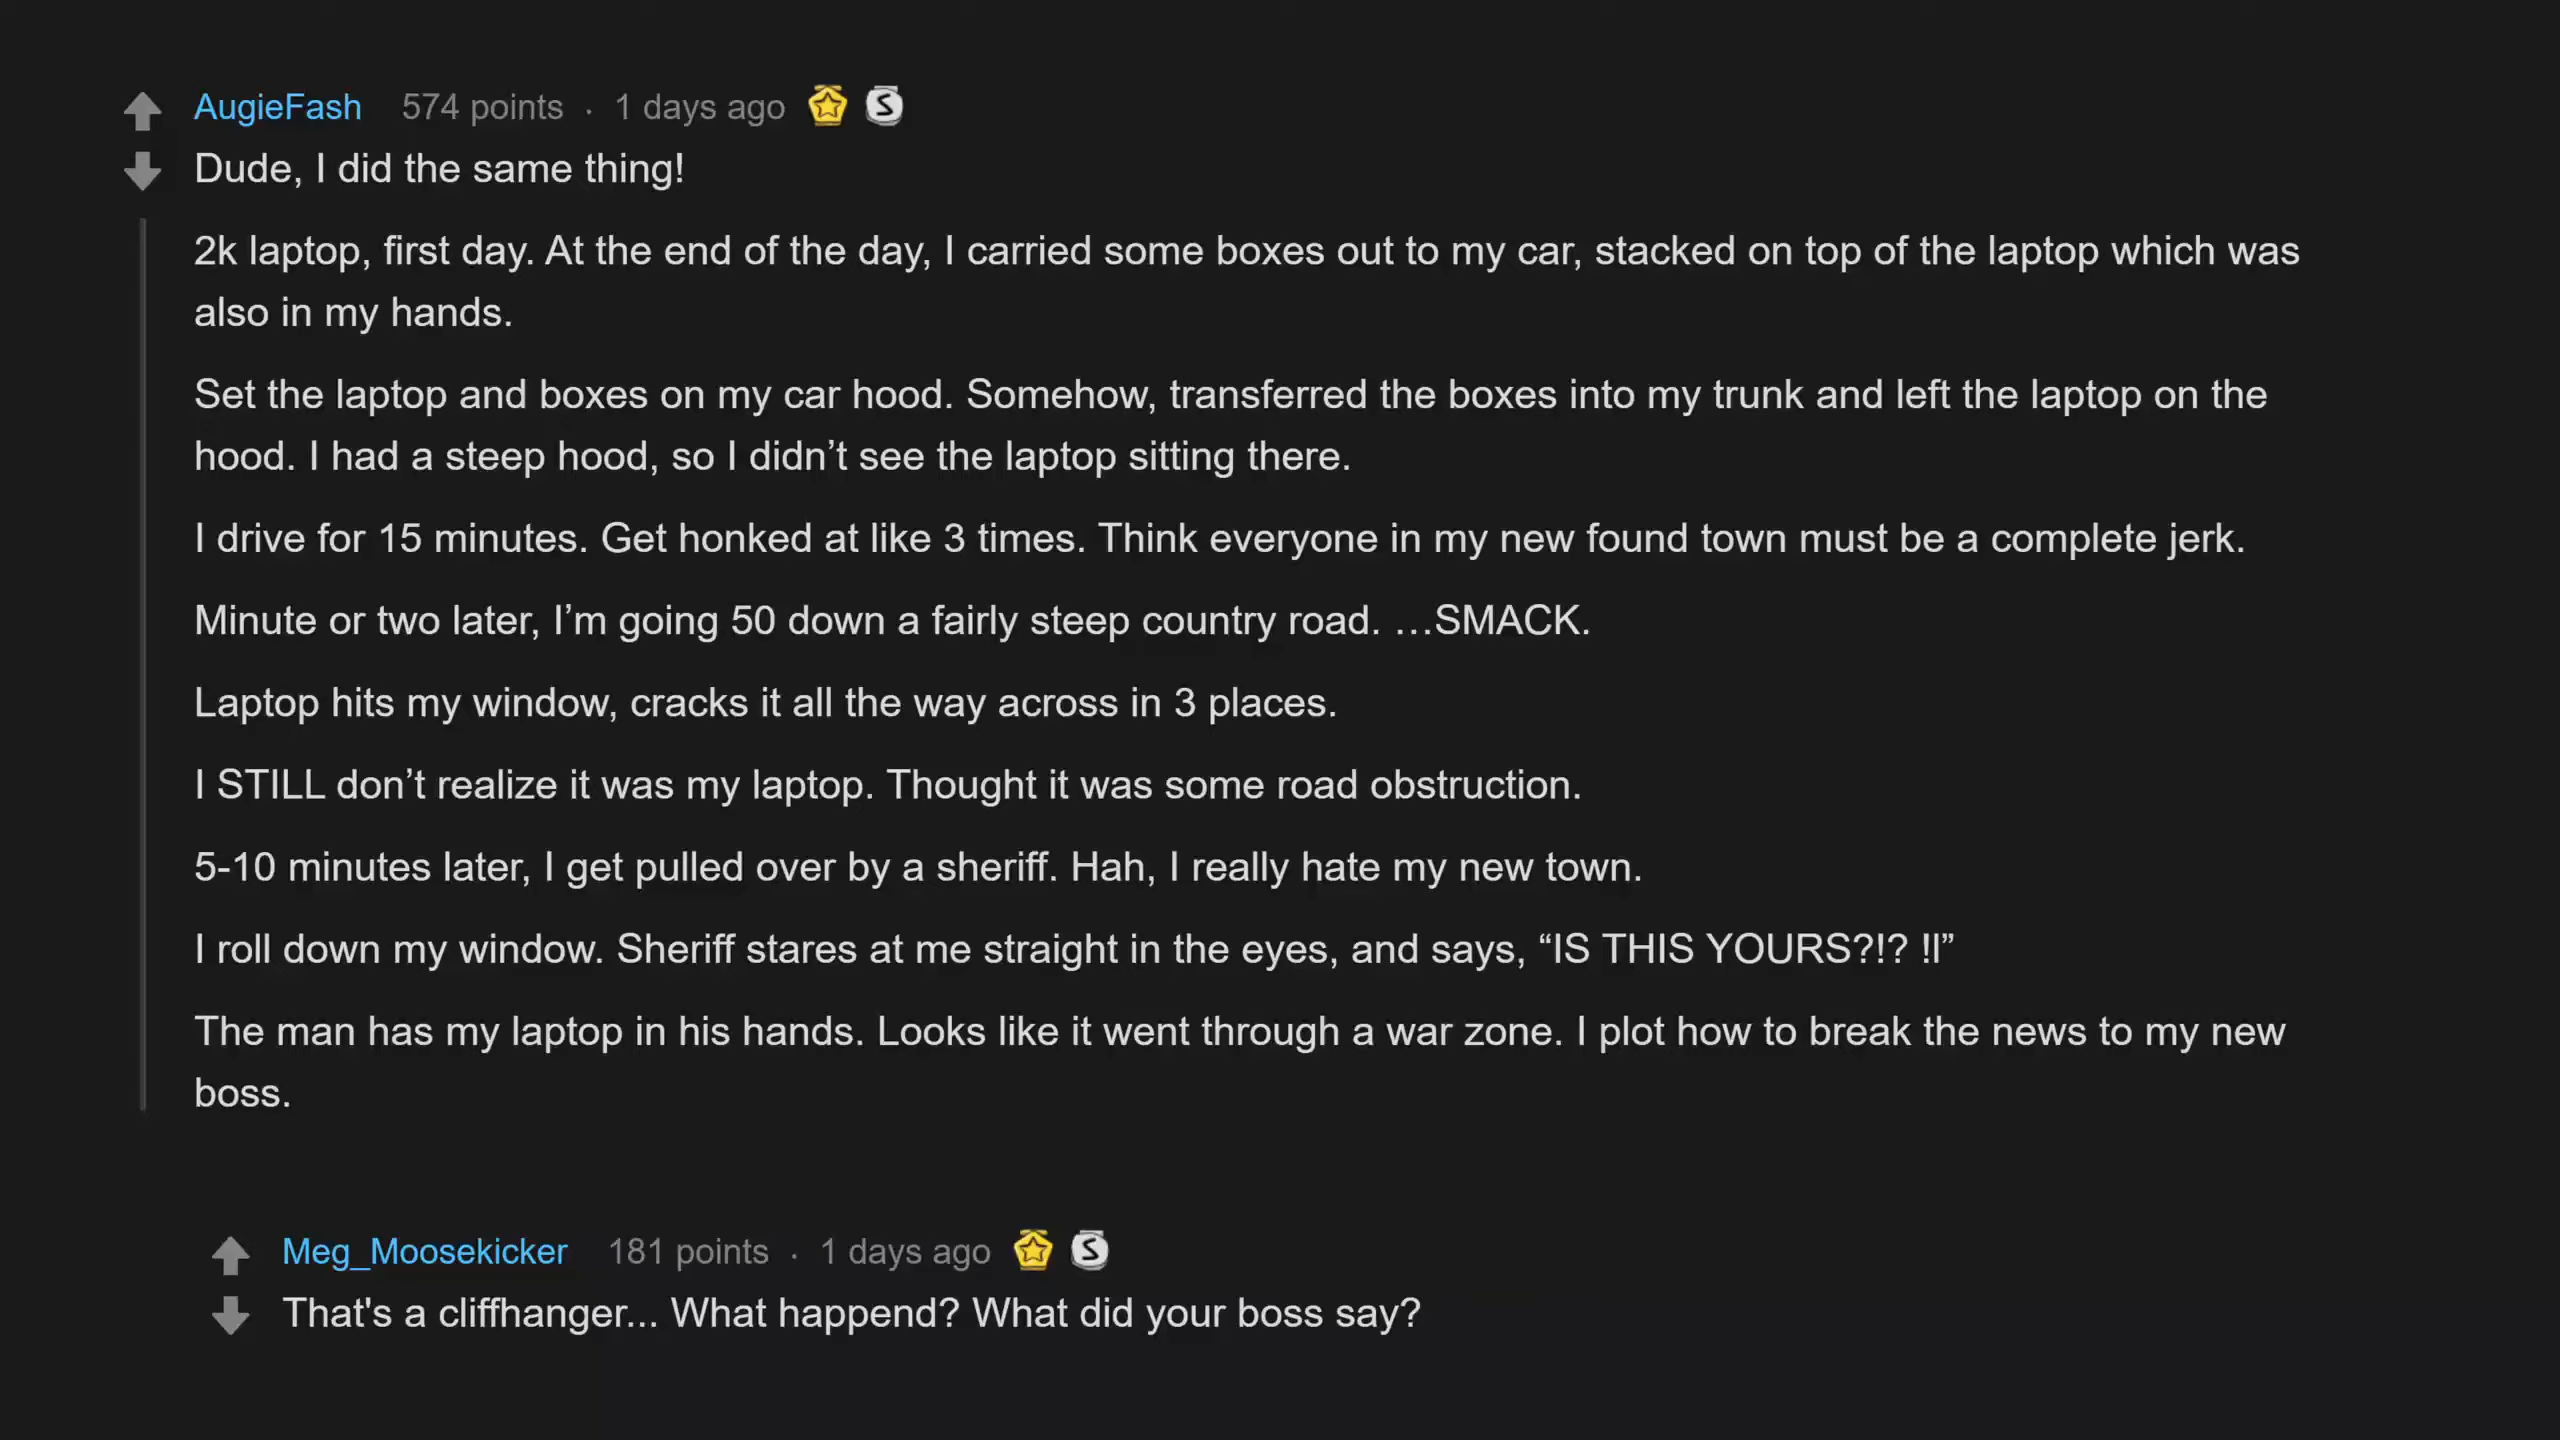 AugieFash 574 points · 1 days ago S
Dude, I did the same thing!
2k laptop, first day. At the end of the day, I carried some boxes out to my car, stacked on top of the laptop which was
also in my hands.
Set the laptop and boxes on my car hood. Somehow, transferred the boxes into my trunk and left the laptop on the
hood. I had a steep hood, so I didn’t see the laptop sitting there.
I drive for 15 minutes. Get honked at like 3 times. Think everyone in my new found town must be a complete jerk.
Minute or two later, I’m going 50 down a fairly steep country road. …SMACK.
Laptop hits my window, cracks it all the way across in 3 places.
I STILL don’t realize it was my laptop. Thought it was some road obstruction.
5-10 minutes later, I get pulled over by a sheriff. Hah, I really hate my new town.
I roll down my window. Sheriff stares at me straight in the eyes, and says, “IS THIS YOURS?!? !I”
The man has my laptop in his hands. Looks like it went through a war zone. I plot how to break the news to my new
boss.
Meg_Moosekicker 181 points · 1 days ago S
That's a cliffhanger... What happend? What did your boss say?